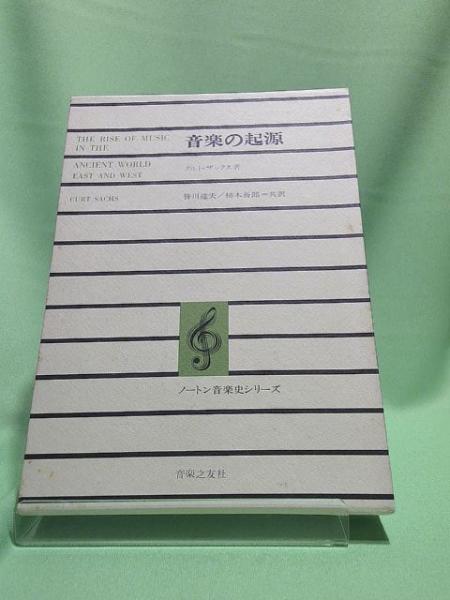 THE RISE OF MUSIC
IN THE
ANCIENT WORLD
EAST AND WEST
CURT SACHS
音楽の起源
クルト・ザックス著
皆川達夫／柿木吾郎＝共訳
ノートン音楽史シリーズ
音楽之友社